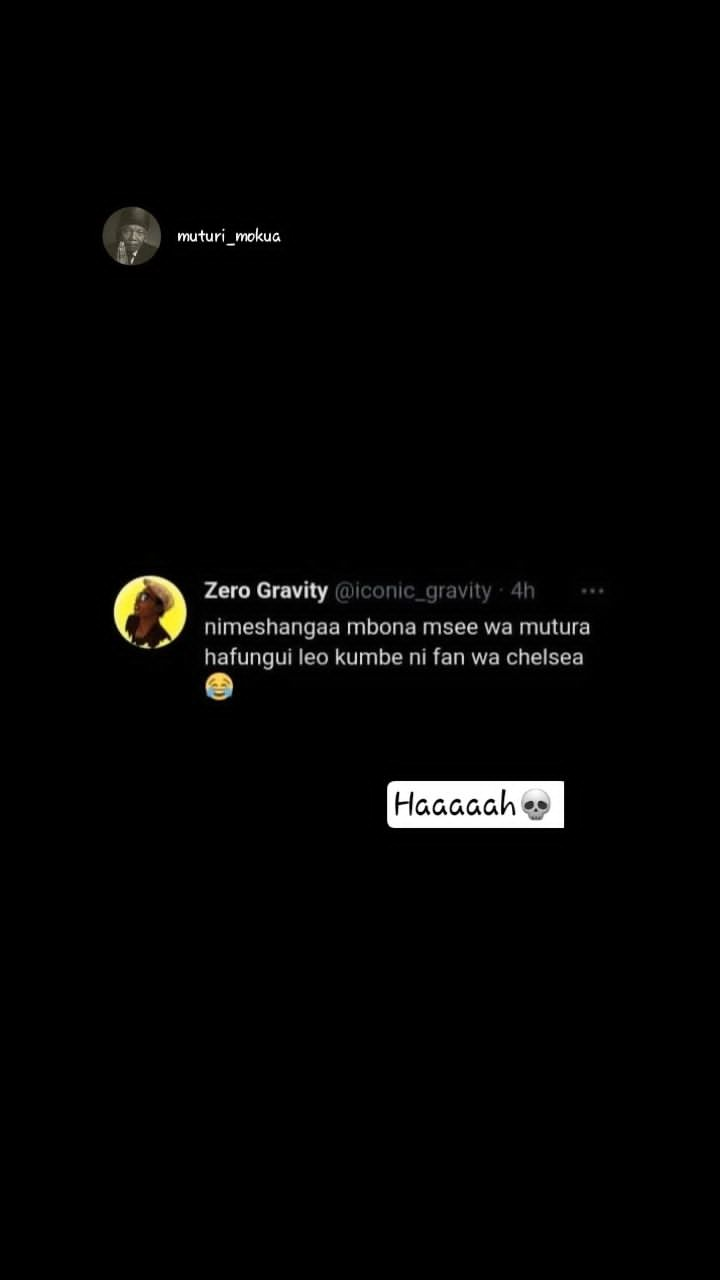 muturi_mokua
Zero Gravity @iconic_gravity · 4h
nimeshangaa mbona msee wa mutura
hafungui leo kumbe ni fan wa chelsea
😂
Haaaaah💀